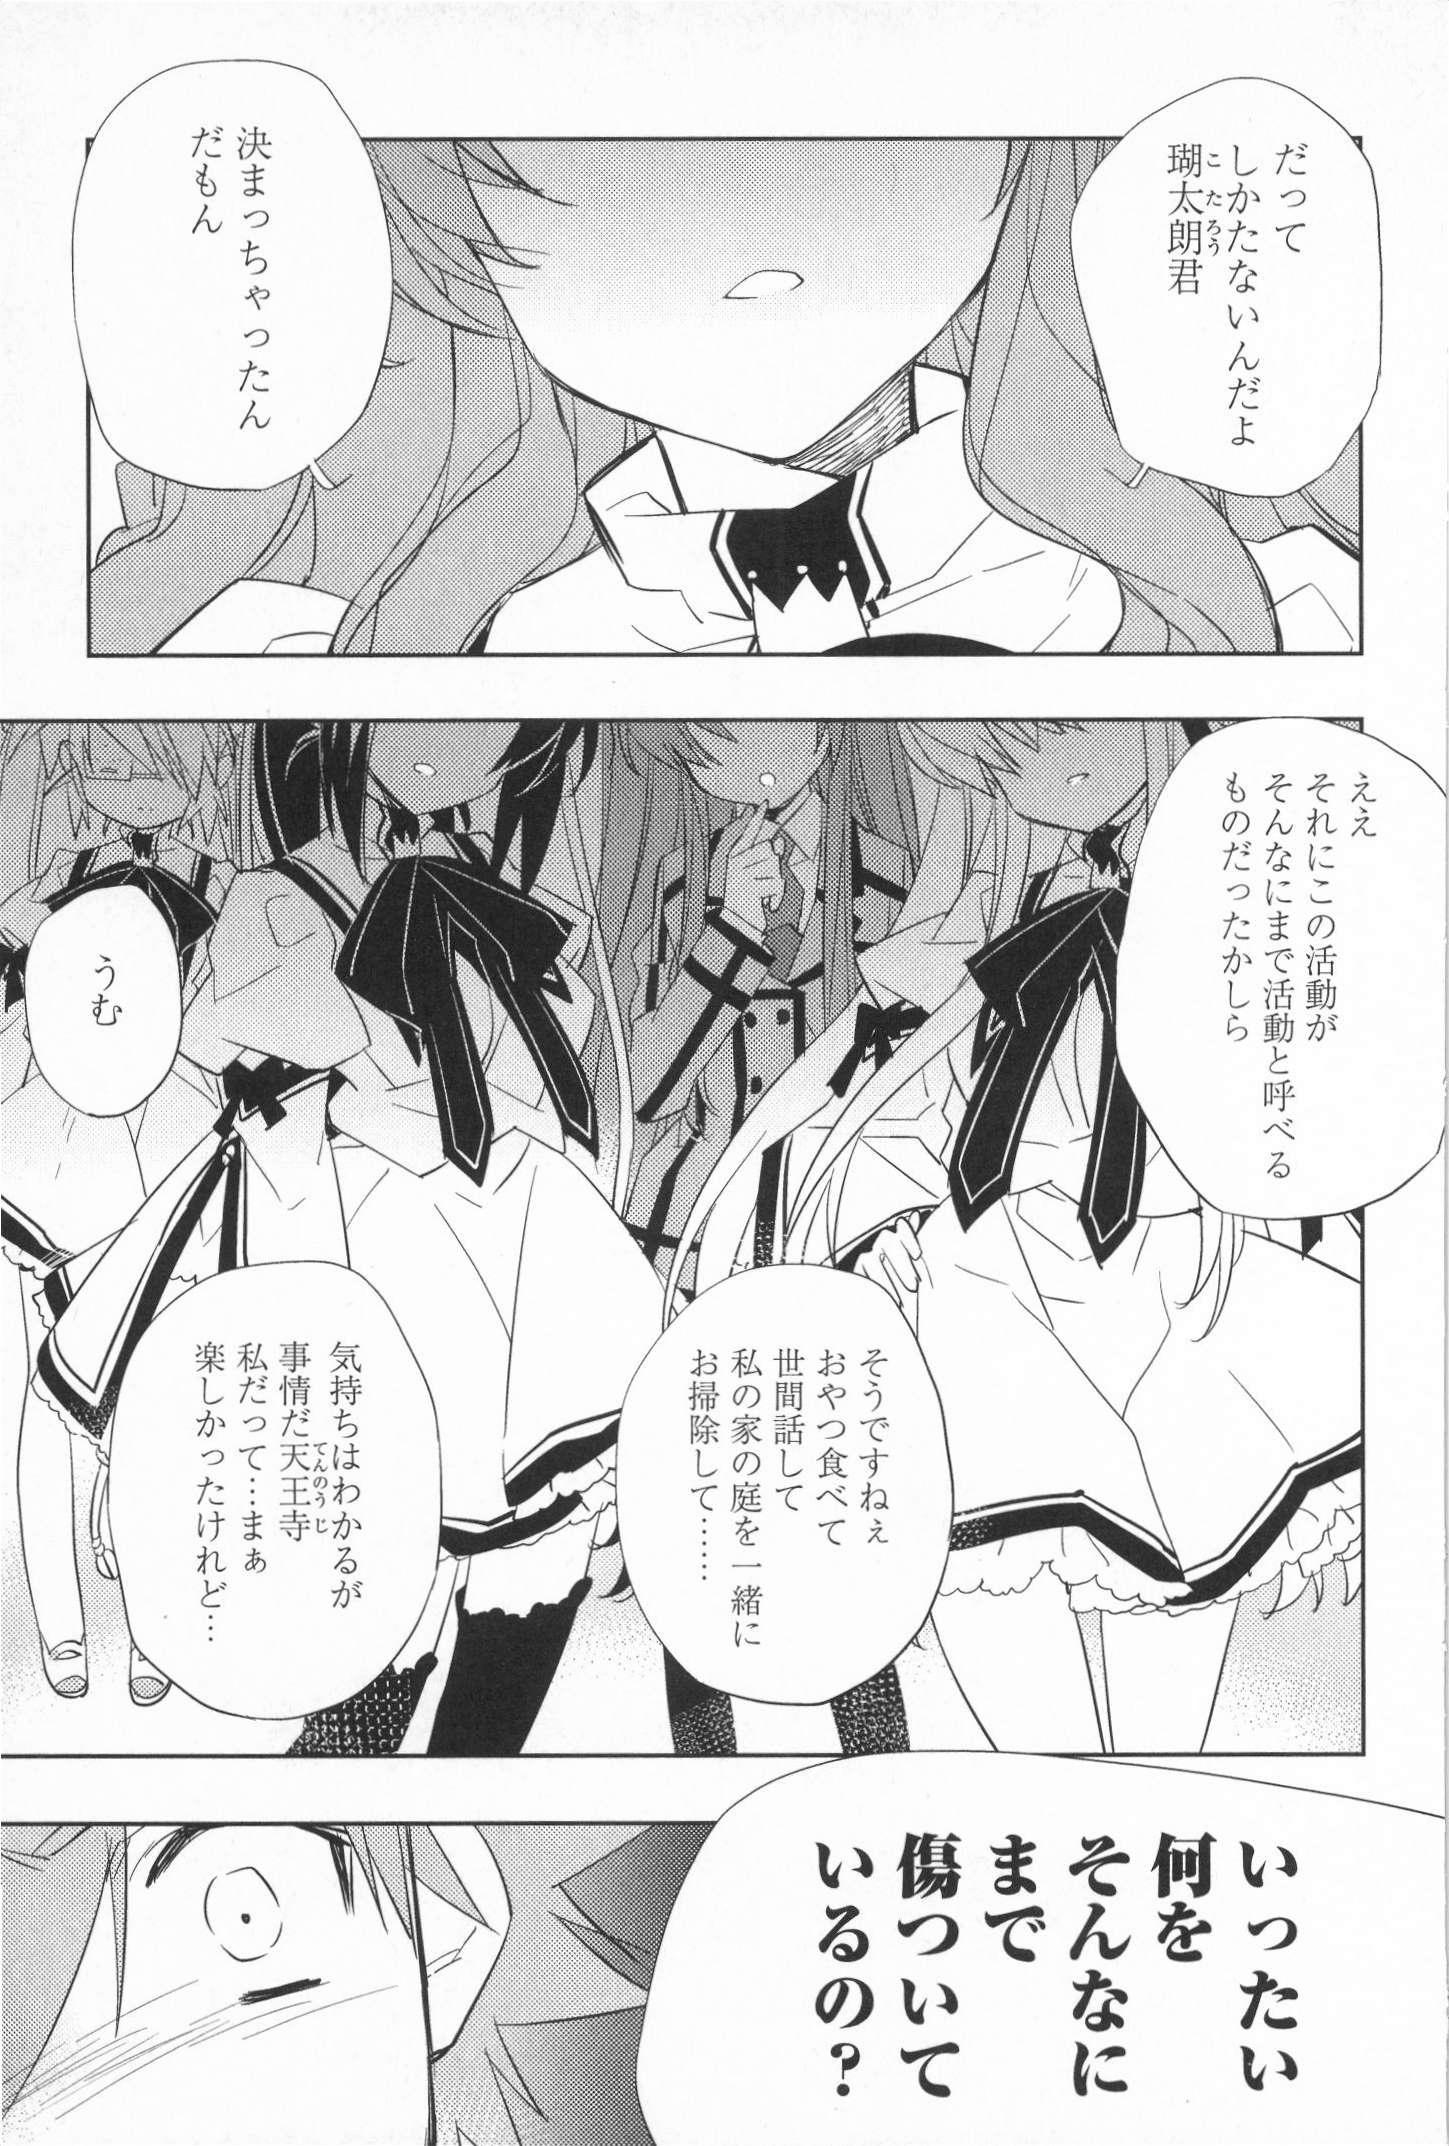 だって
しかたないんだよ
瑚太朗君
こたろう
決まっちゃったん
だもん
ええ
それにこの活動が
そんなにまで活動と呼べる
ものだったかしら
そうですねぇ
おやつ食べて
世間話して
私の家の庭を一緒に
お掃除して……
うむ
気持ちはわかるが
事情だ天王寺
てんのうじ
私だって…まぁ
楽しかったけれど…
いったい
何を
そんなに
まで
傷ついて
いるの?